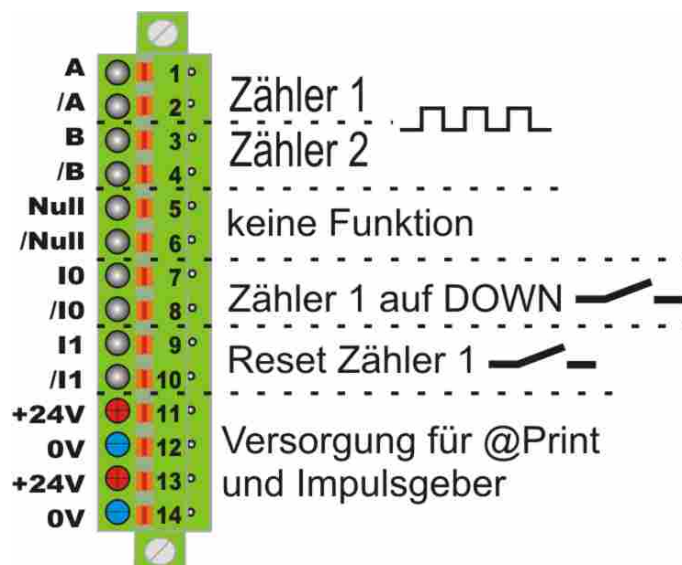 A 1
/A 2
Zähler 1
B 3
/B 4
Zähler 2
Null 5
/Null 6
keine Funktion
I0 7
/I0 8
Zähler 1 auf DOWN
I1 9
/I1 10
Reset Zähler 1
+24V 11
0V 12
+24V 13
0V 14
Versorgung für @Print
und Impulsgeber